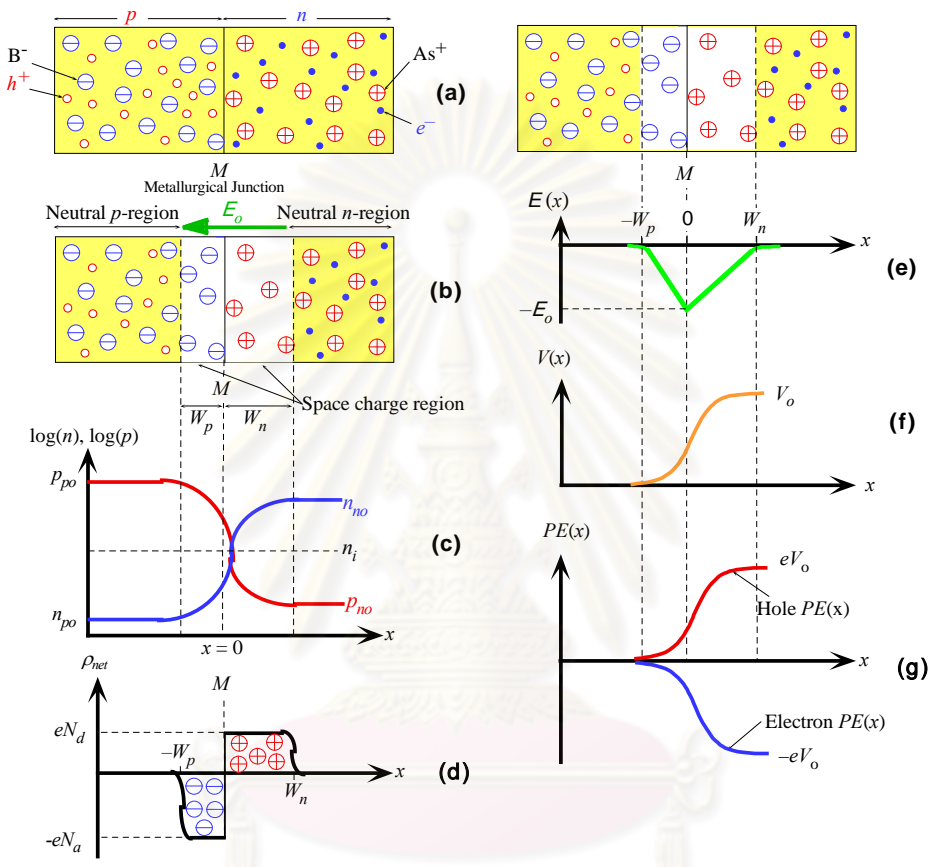 p n
B⁻
h⁺
As⁺
e⁻
(a)
M
Metallurgical Junction
Neutral p-region Eₒ Neutral n-region
(b)
M
Space charge region
Wₚ Wₙ
log(n), log(p)
pₚₒ
nₙₒ
(c)
nᵢ
nₚₒ
pₙₒ
x
x = 0
ρₙₑₜ
M
eN_d
−Wₚ
x
(d)
Wₙ
-eNₐ
M
E(x)
−Wₚ 0 Wₙ
x
(e)
−Eₒ
V(x)
Vₒ
(f)
x
PE(x)
eVₒ
Hole PE(x)
x
(g)
Electron PE(x)
−eVₒ